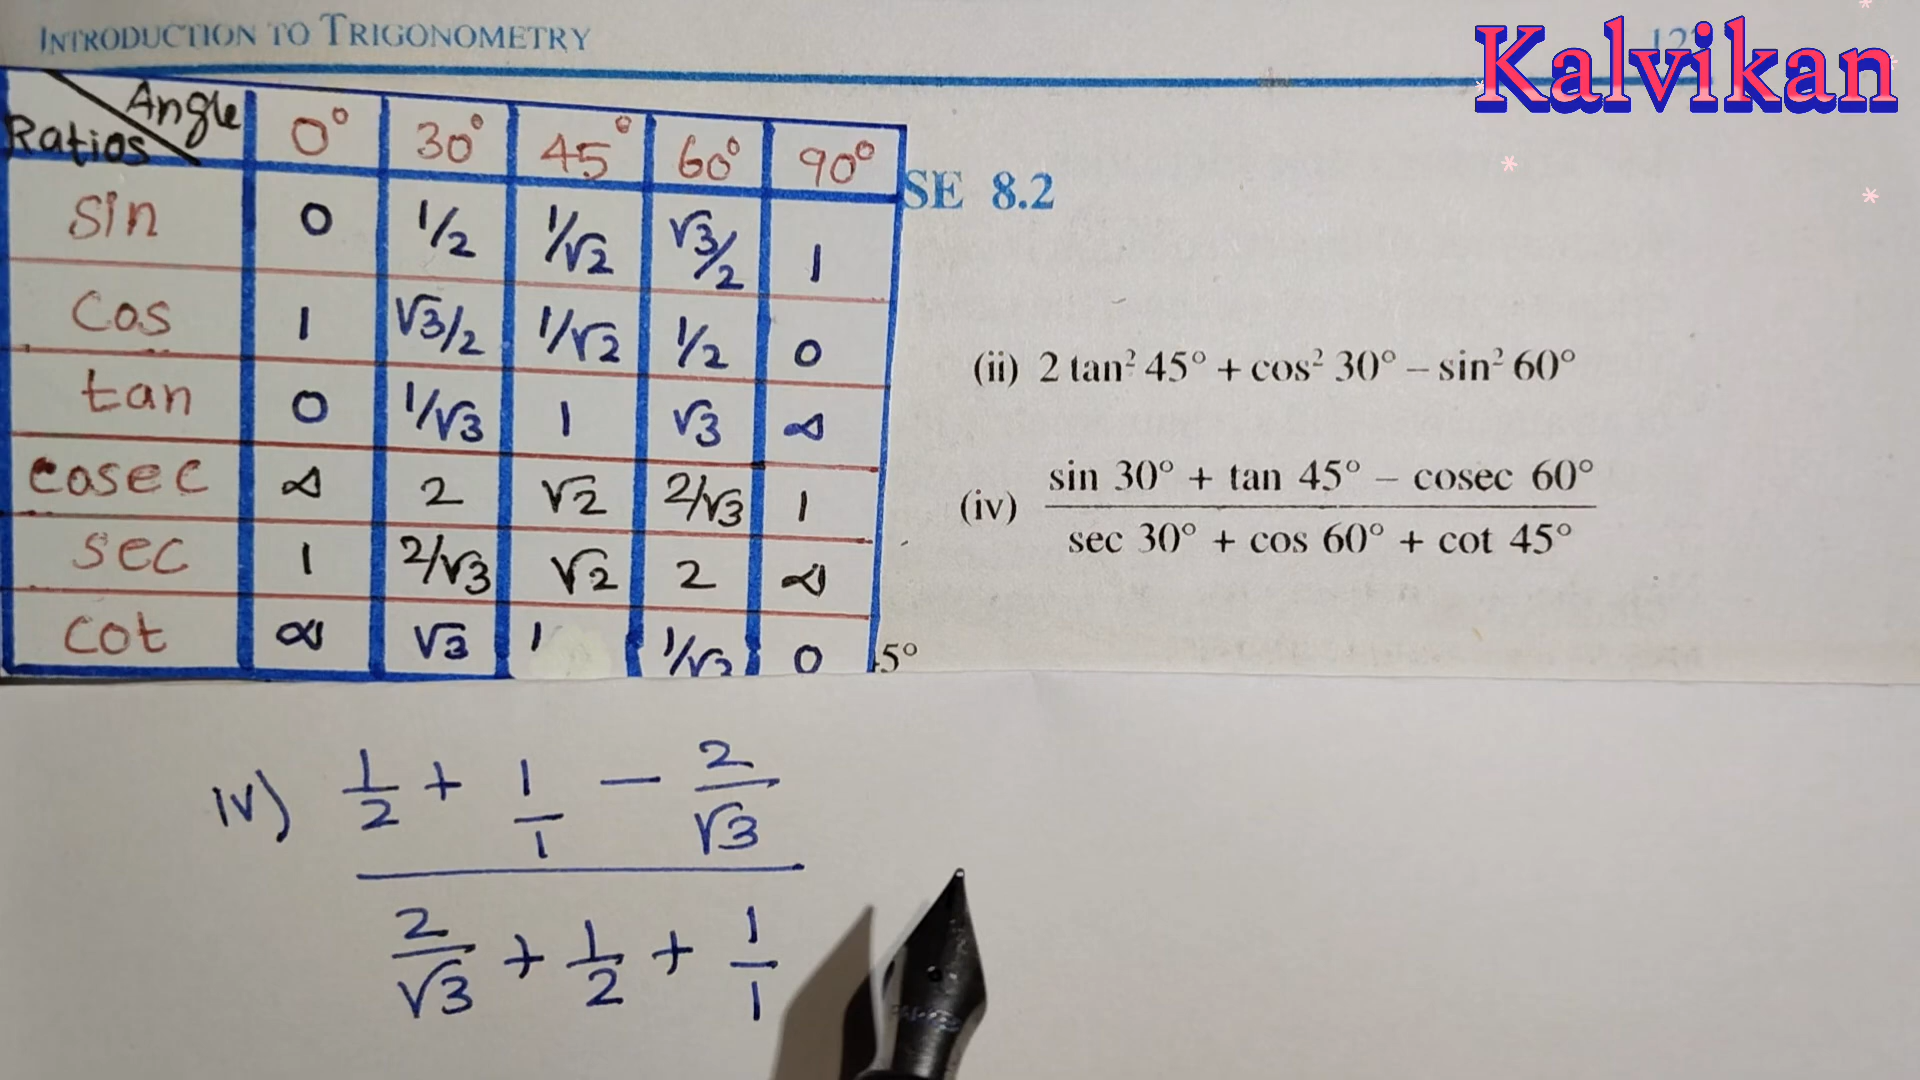 INTRODUCTION TO TRIGONOMETRY
Kalvikan
Angle
Ratios 0° 30° 45° 60° 90°
sin 0 1/2 1/√2 √3/2 1
cos 1 √3/2 1/√2 1/2 0
tan 0 1/√3 1 √3 ∞
cosec ∞ 2 √2 2/√3 1
sec 1 2/√3 √2 2 ∞
cot ∞ √3 1 1/√3 0
SE 8.2
(ii) 2 tan² 45° + cos² 30° – sin² 60°
(iv) sin 30° + tan 45° – cosec 60°
sec 30° + cos 60° + cot 45°
5°
iv) 1/2 + 1/1 − 2/√3
2/√3 + 1/2 + 1/1